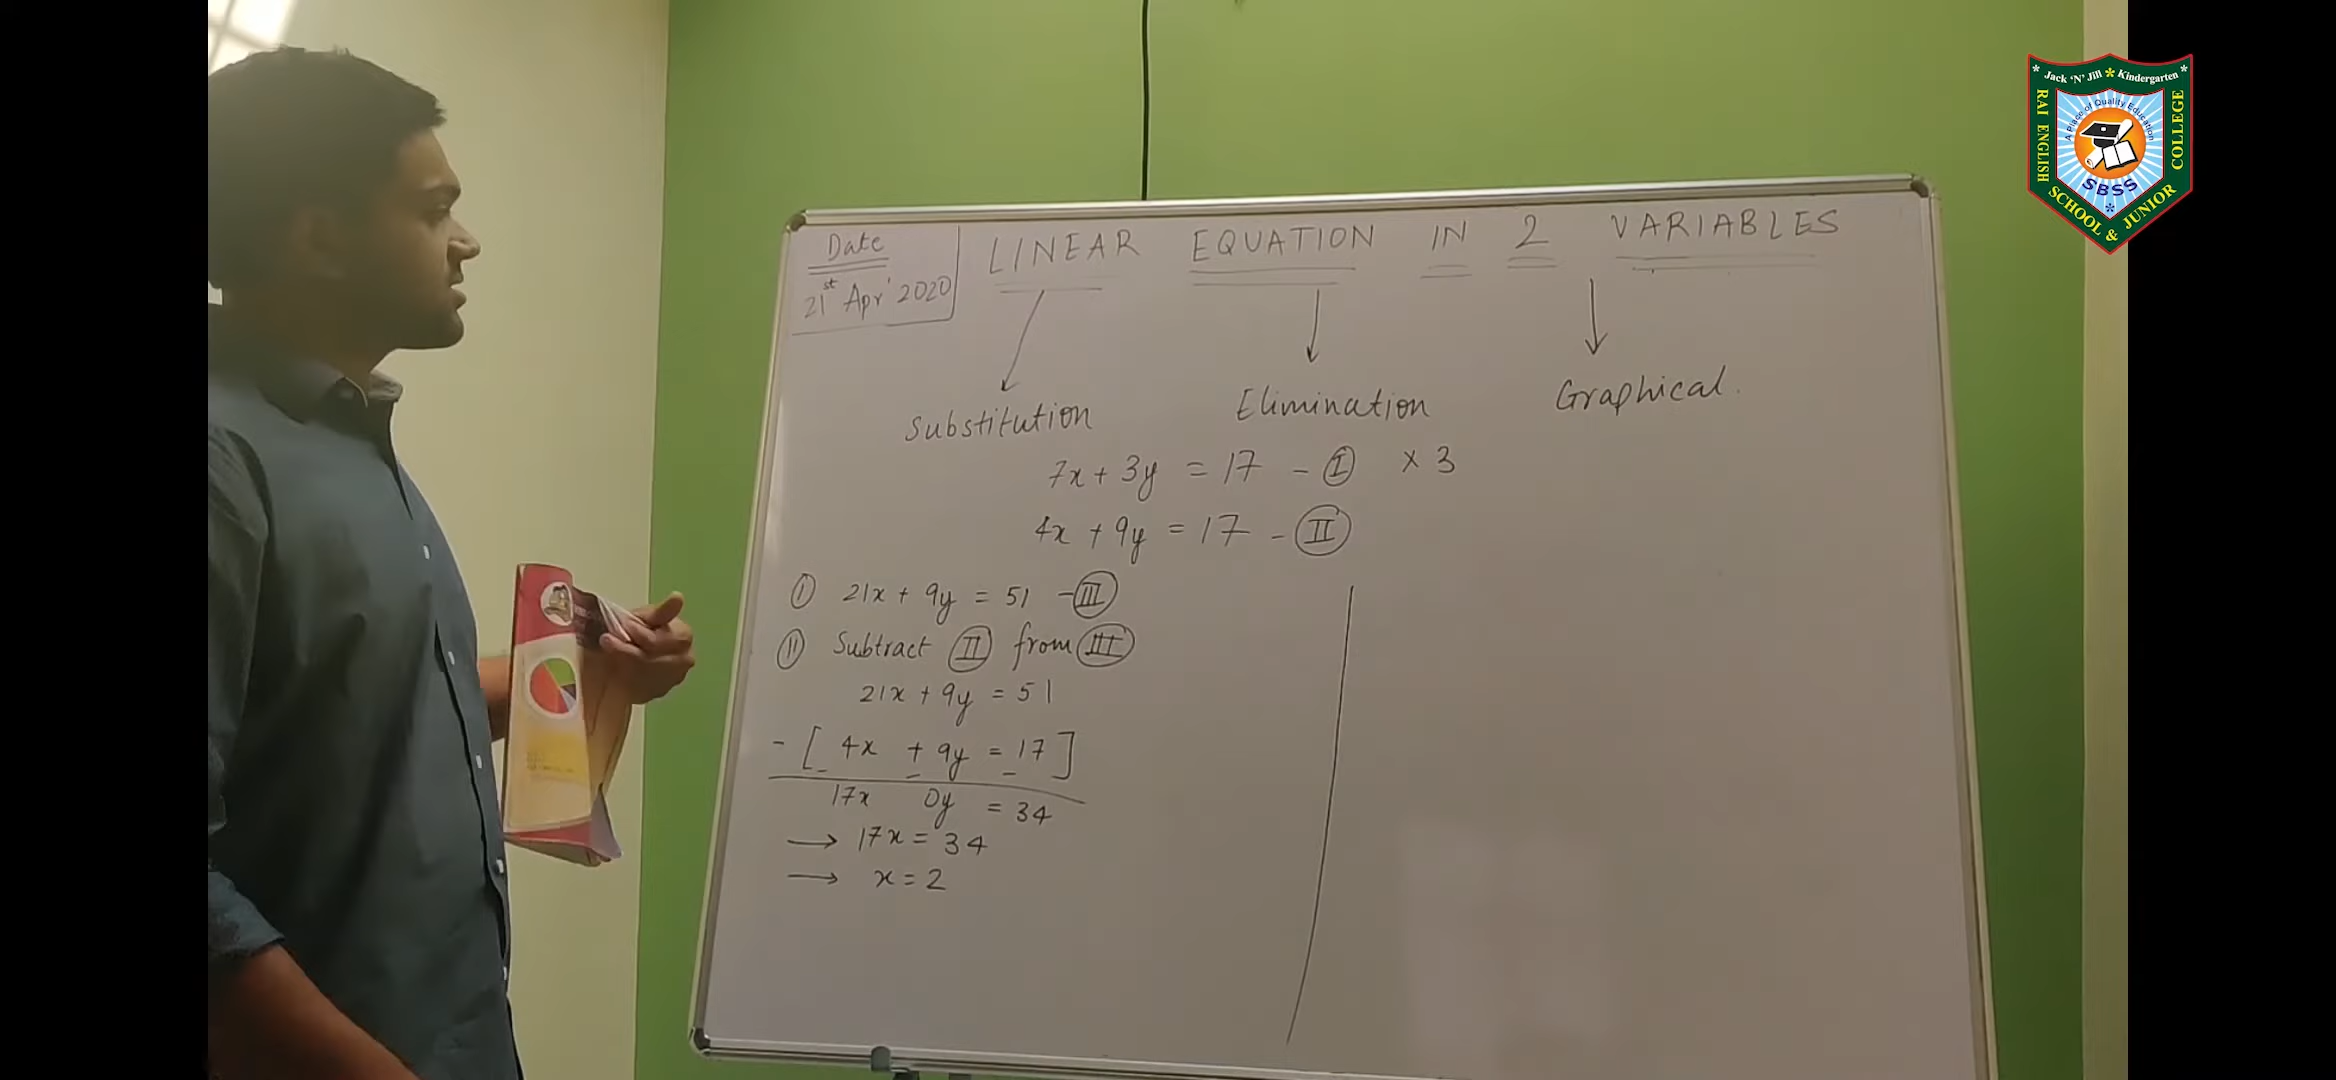 Date
21st Apr' 2020
LINEAR EQUATION IN 2 VARIABLES
Substitution Elimination Graphical.
7x + 3y = 17 - I × 3
4x + 9y = 17 - II
I 21x + 9y = 51 - III
II Subtract II from III
21x + 9y = 51
- [ 4x + 9y = 17 ]
- - -
17x 0y = 34
→ 17x = 34
→ x = 2
* Jack 'N' Jill * Kindergarten *
RAI ENGLISH SCHOOL & JUNIOR COLLEGE
A Place of Quality Education
SBSS